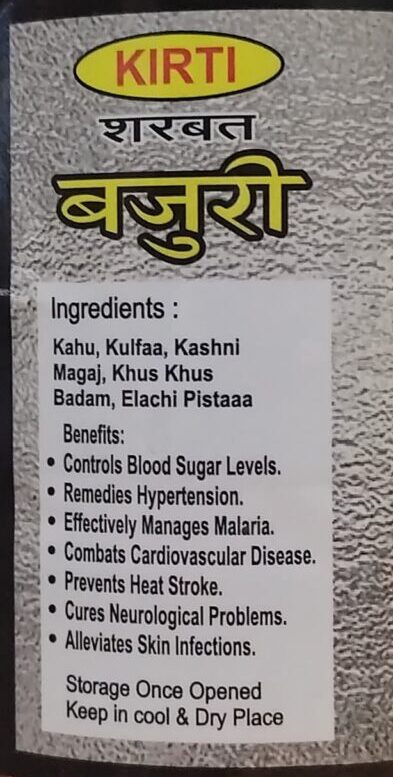 KIRTI
शरबत
बजुरी
Ingredients :
Kahu, Kulfaa, Kashni
Magaj, Khus Khus
Badam, Elachi Pistaaa
Benefits:
• Controls Blood Sugar Levels.
• Remedies Hypertension.
• Effectively Manages Malaria.
• Combats Cardiovascular Disease.
• Prevents Heat Stroke.
• Cures Neurological Problems.
• Alleviates Skin Infections.
Storage Once Opened
Keep in cool & Dry Place